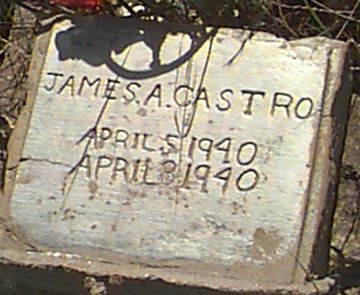 JAMES.A.CASTRO
APRIL 5, 1940
APRIL 8, 1940